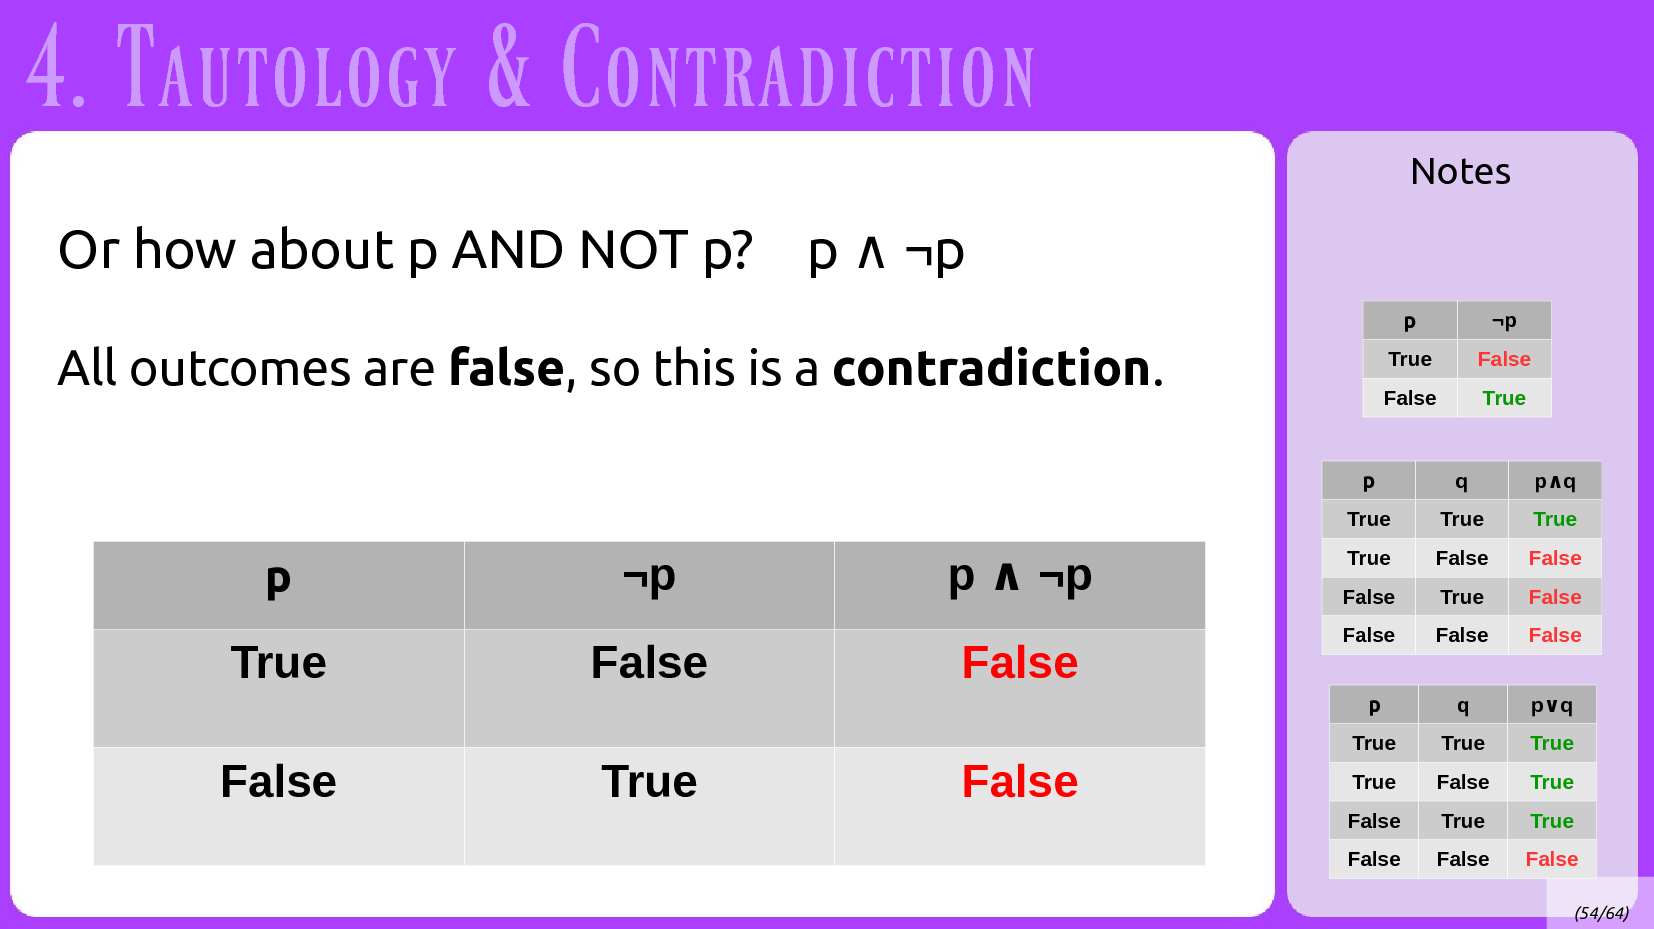 4. Tautology & Contradiction
Or how about p AND NOT p? p ∧ ¬p
All outcomes are false, so this is a contradiction.
p ¬p p ∧ ¬p
True False False
False True False
Notes
p ¬p
True False
False True
p q p∧q
True True True
True False False
False True False
False False False
p q p∨q
True True True
True False True
False True True
False False False
(54/64)